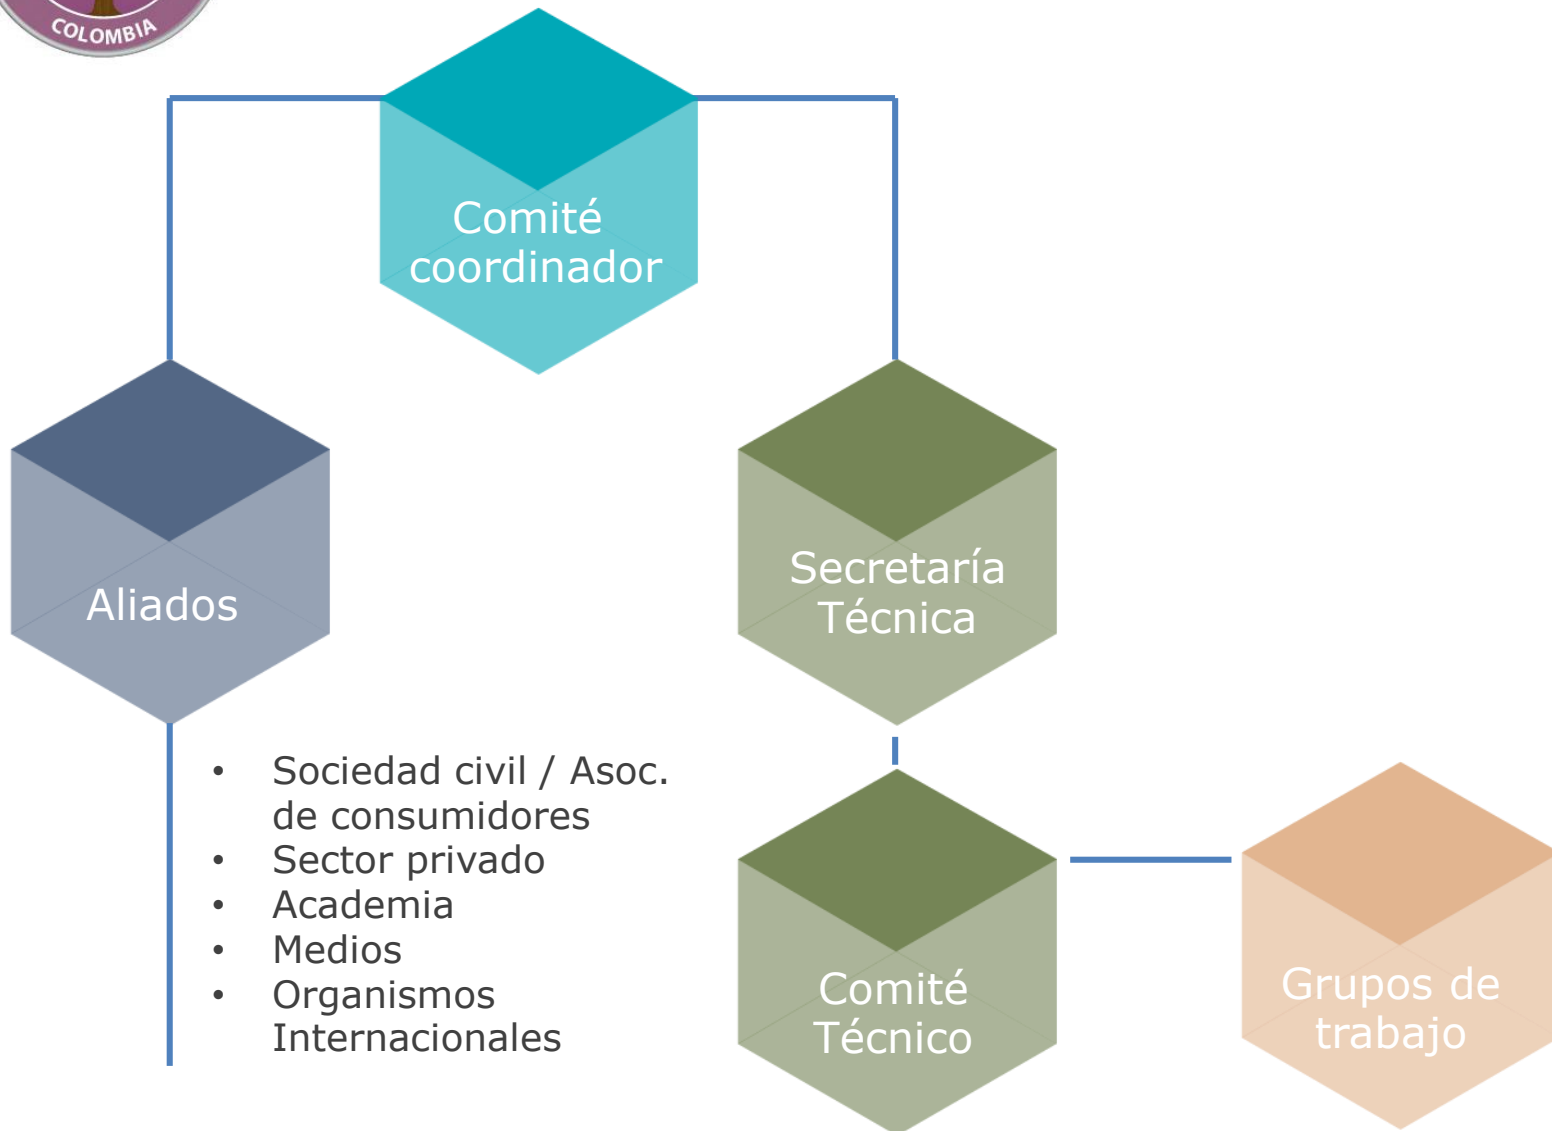 COLOMBIA
Comité
coordinador
Aliados
Secretaría
Técnica
• Sociedad civil / Asoc.
de consumidores
• Sector privado
• Academia
• Medios
• Organismos
Internacionales
Comité
Técnico
Grupos de
trabajo